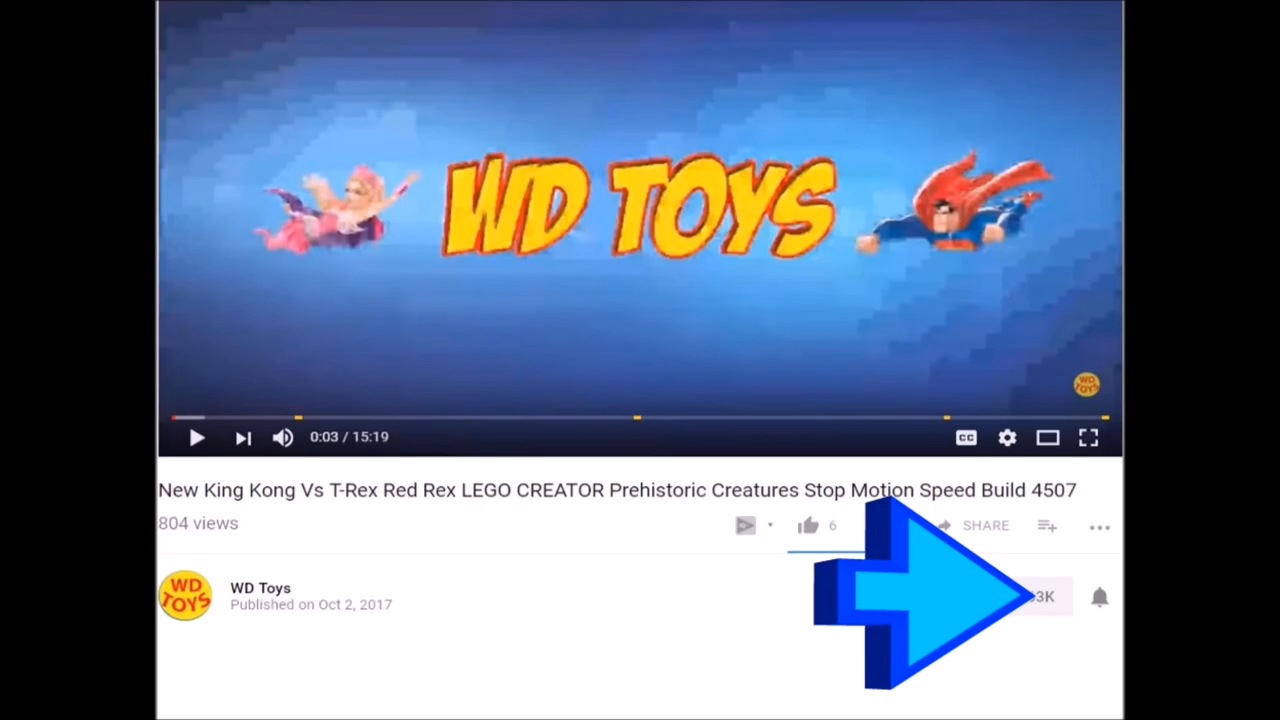 WD TOYS
WD
TOYS
0:03 / 15:19
CC
New King Kong Vs T-Rex Red Rex LEGO CREATOR Prehistoric Creatures Stop Motion Speed Build 4507
804 views
6
SHARE
WD
TOYS
WD Toys
Published on Oct 2, 2017